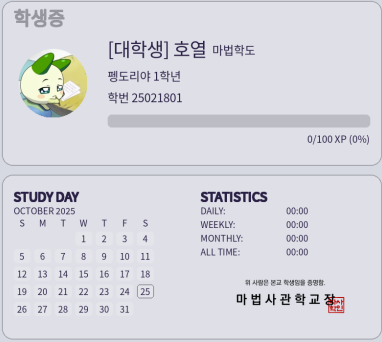 학생증
[대학생] 호열 마법학도
펭도리야 1학년
학번 25021801
0/100 XP (0%)
STUDY DAY
OCTOBER 2025
S M T W T F S
1 2 3 4
5 6 7 8 9 10 11
12 13 14 15 16 17 18
19 20 21 22 23 24 25
26 27 28 29 30 31
STATISTICS
DAILY: 00:00
WEEKLY: 00:00
MONTHLY: 00:00
ALL TIME: 00:00
위 사람은 본교 학생임을 증명함.
마법사관학교장